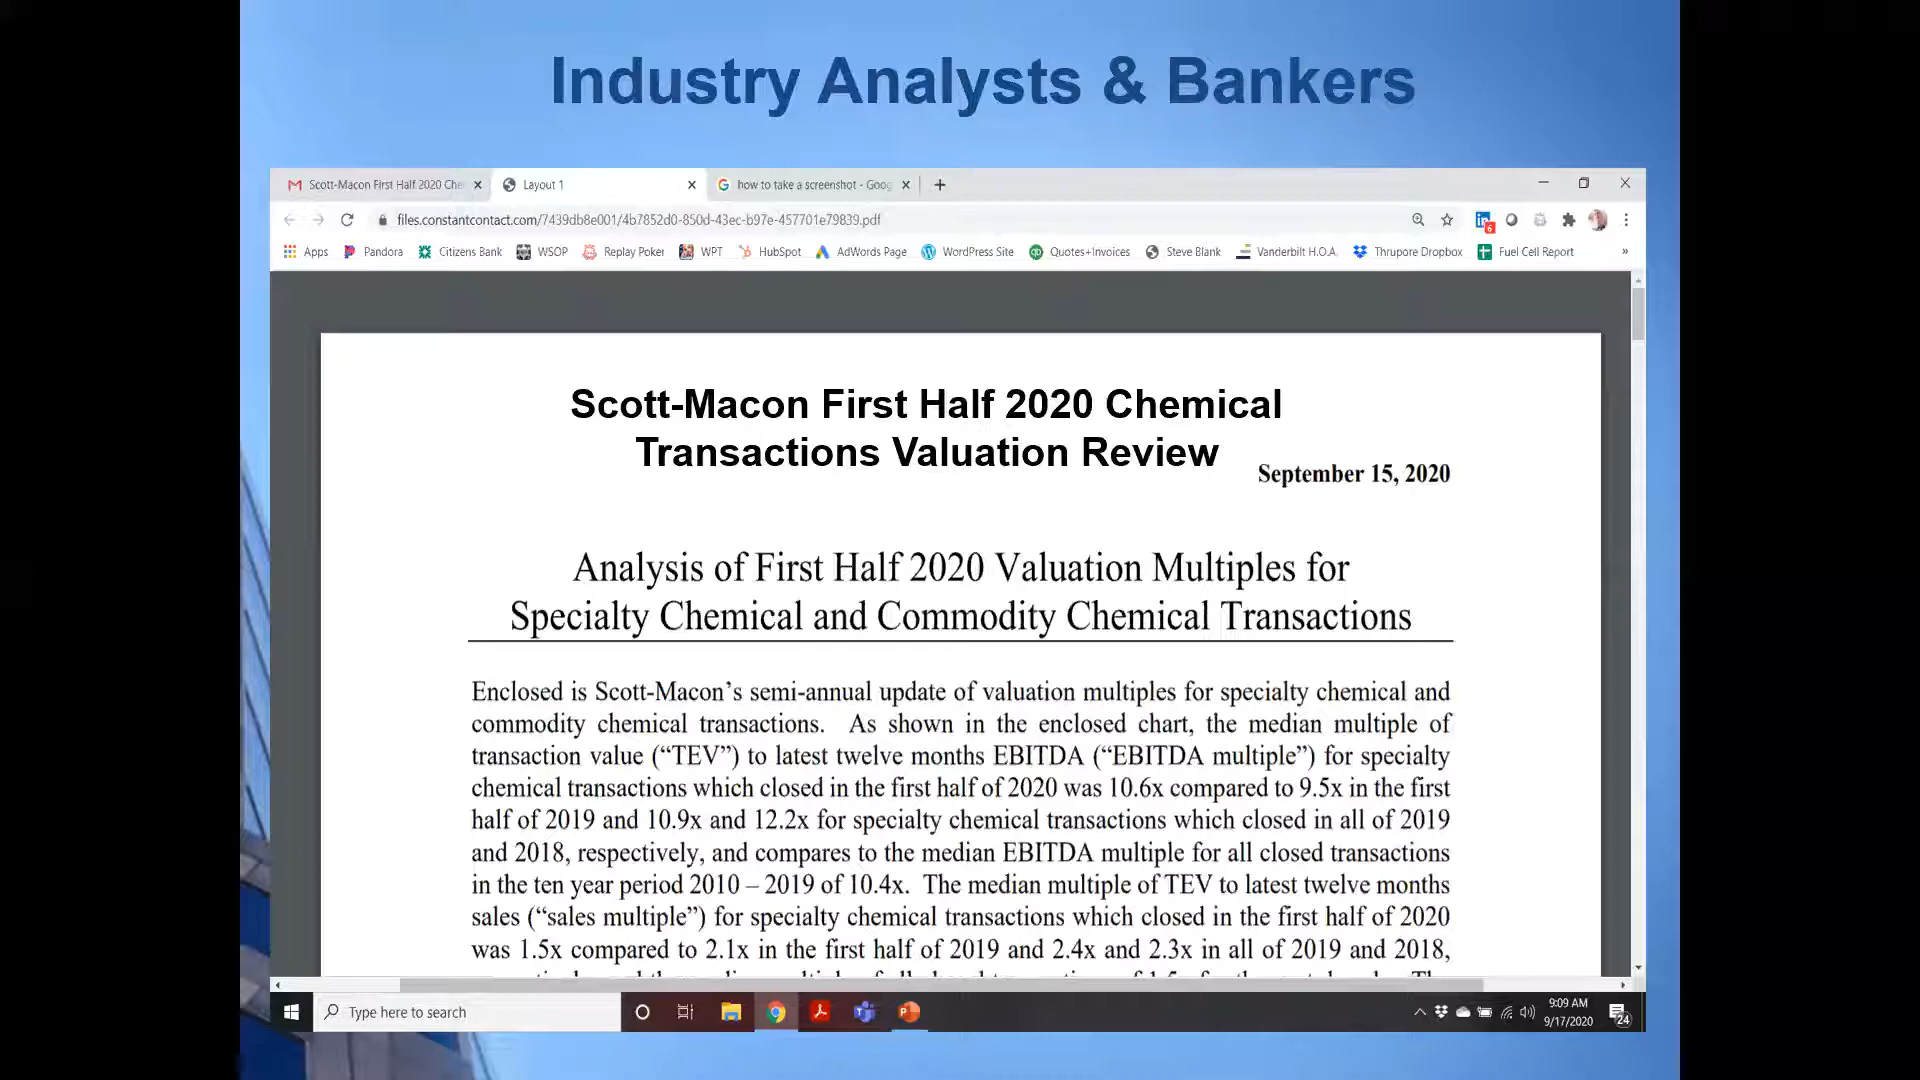 Industry Analysts & Bankers
Scott-Macon First Half 2020 Che
Layout 1
how to take a screenshot - Goog
files.constantcontact.com/7439db8e001/4b7852d0-850d-43ec-b97e-457701e79839.pdf
Apps Pandora Citizens Bank WSOP Replay Poker WPT HubSpot AdWords Page WordPress Site Quotes+Invoices Steve Blank Vanderbilt H.O.A. Thrupore Dropbox Fuel Cell Report »
Scott-Macon First Half 2020 Chemical
Transactions Valuation Review
September 15, 2020
Analysis of First Half 2020 Valuation Multiples for
Specialty Chemical and Commodity Chemical Transactions
Enclosed is Scott-Macon’s semi-annual update of valuation multiples for specialty chemical and
commodity chemical transactions. As shown in the enclosed chart, the median multiple of
transaction value (“TEV”) to latest twelve months EBITDA (“EBITDA multiple”) for specialty
chemical transactions which closed in the first half of 2020 was 10.6x compared to 9.5x in the first
half of 2019 and 10.9x and 12.2x for specialty chemical transactions which closed in all of 2019
and 2018, respectively, and compares to the median EBITDA multiple for all closed transactions
in the ten year period 2010 – 2019 of 10.4x. The median multiple of TEV to latest twelve months
sales (“sales multiple”) for specialty chemical transactions which closed in the first half of 2020
was 1.5x compared to 2.1x in the first half of 2019 and 2.4x and 2.3x in all of 2019 and 2018,
Type here to search
9:09 AM
9/17/2020
24